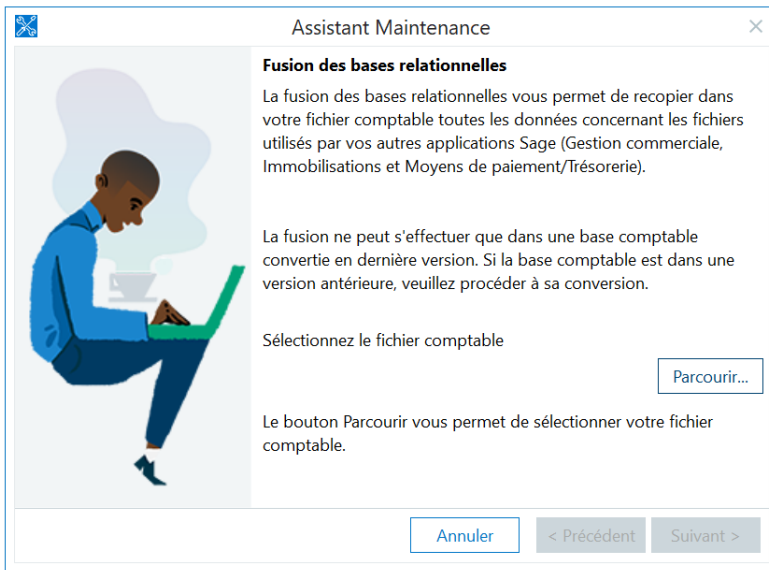 Assistant Maintenance
Fusion des bases relationnelles
La fusion des bases relationnelles vous permet de recopier dans
votre fichier comptable toutes les données concernant les fichiers
utilisés par vos autres applications Sage (Gestion commerciale,
Immobilisations et Moyens de paiement/Trésorerie).
La fusion ne peut s'effectuer que dans une base comptable
convertie en dernière version. Si la base comptable est dans une
version antérieure, veuillez procéder à sa conversion.
Sélectionnez le fichier comptable
Parcourir...
Le bouton Parcourir vous permet de sélectionner votre fichier
comptable.
Annuler
< Précédent
Suivant >